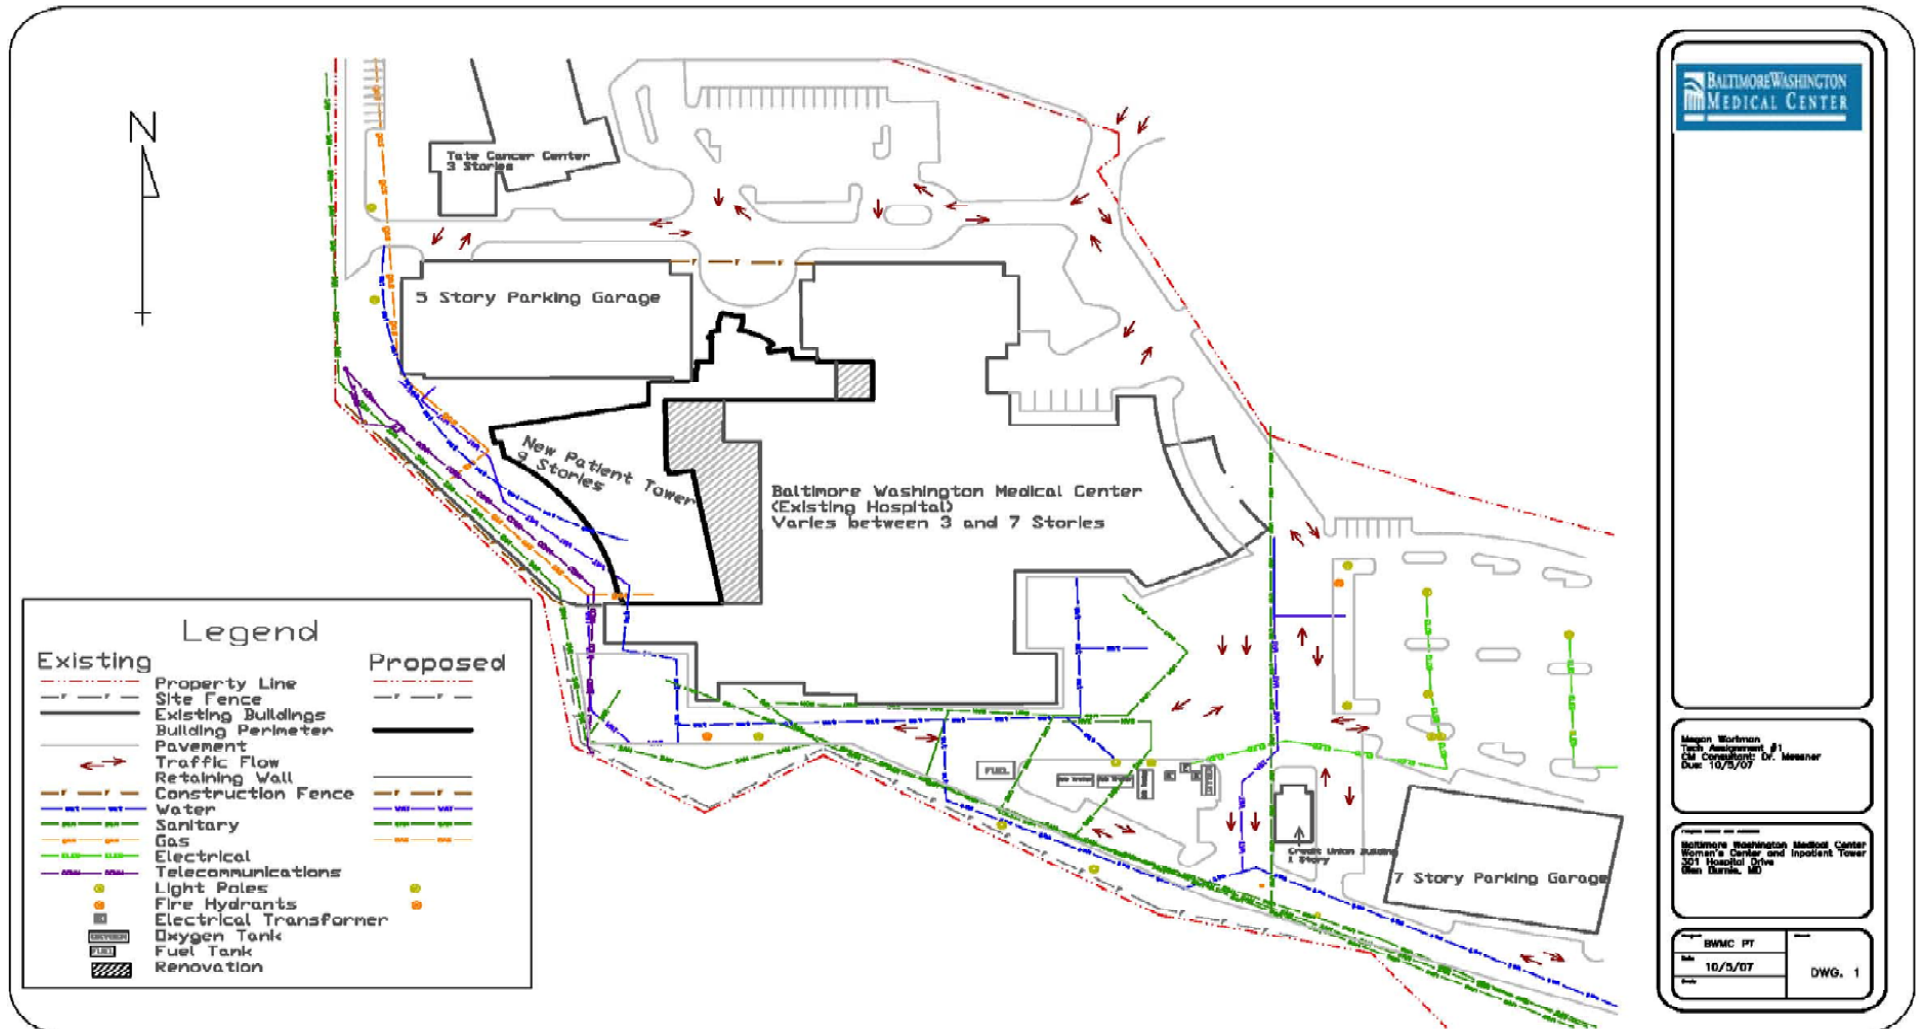 N
Tate Cancer Center
3 Stories
5 Story Parking Garage
New Patient Tower
9 Stories
Baltimore Washington Medical Center
(Existing Hospital)
Varies between 3 and 7 Stories
FUEL
Credit Union Building
1 Story
7 Story Parking Garage
Legend
Existing
Proposed
Property Line
Site Fence
Existing Buildings
Building Perimeter
Pavement
Traffic Flow
Retaining Wall
Construction Fence
Water
Sanitary
Gas
Electrical
Telecommunications
Light Poles
Fire Hydrants
Electrical Transformer
Oxygen Tank
Fuel Tank
Renovation
BALTIMORE WASHINGTON
MEDICAL CENTER
Megan Wortman
Tech Assignment #1
CM Consultant: Dr. Messner
Due: 10/5/07
Baltimore Washington Medical Center
Women's Center and Inpatient Tower
301 Hospital Drive
Glen Burnie, MD
BWMC PT
10/5/07
DWG. 1